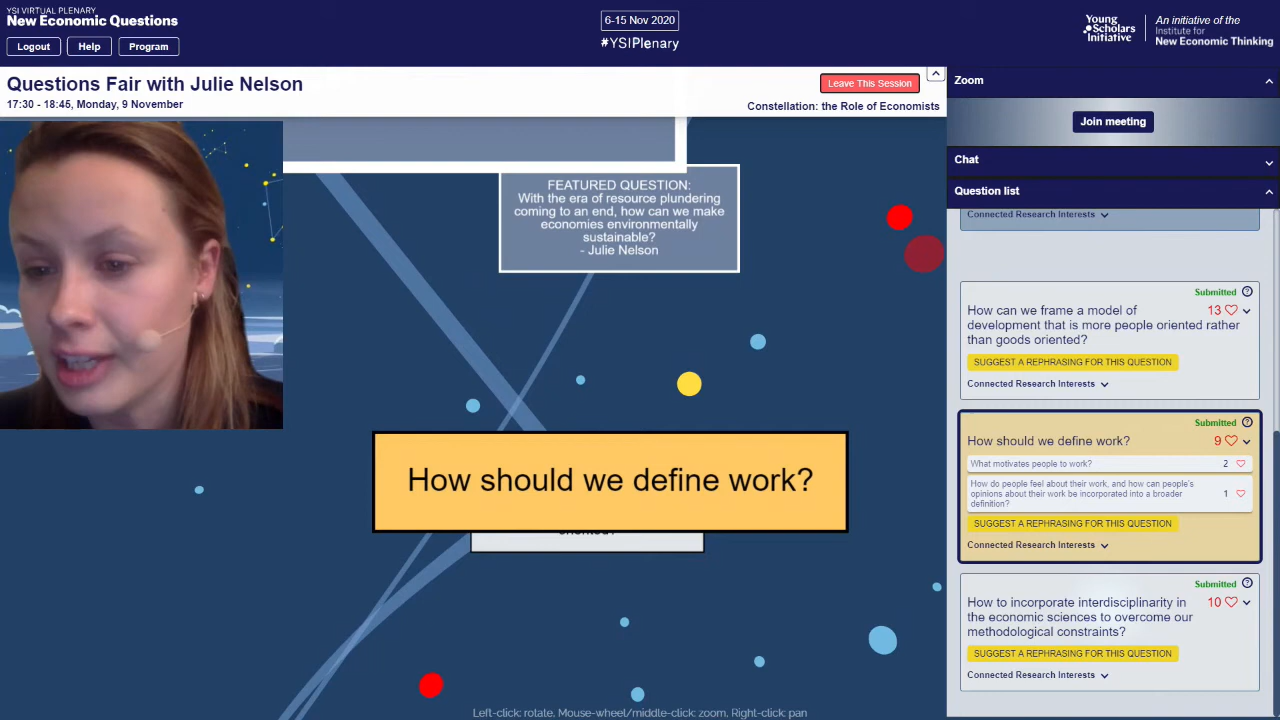 YSI VIRTUAL PLENARY
New Economic Questions
Logout
Help
Program
6-15 Nov 2020
#YSIPlenary
Young
Scholars
Initiative
An initiative of the
Institute for
New Economic Thinking
Questions Fair with Julie Nelson
17:30 - 18:45, Monday, 9 November
Leave This Session
Constellation: the Role of Economists
FEATURED QUESTION:
With the era of resource plundering
coming to an end, how can we make
economies environmentally
sustainable?
- Julie Nelson
How should we define work?
Left-click: rotate. Mouse-wheel/middle-click: zoom, Right-click: pan
Zoom
Join meeting
Chat
Question list
Connected Research Interests
Submitted
How can we frame a model of 13
development that is more people oriented rather
than goods oriented?
SUGGEST A REPHRASING FOR THIS QUESTION
Connected Research Interests
Submitted
How should we define work? 9
What motivates people to work? 2
How do people feel about their work, and how can people's
opinions about their work be incorporated into a broader 1
definition?
SUGGEST A REPHRASING FOR THIS QUESTION
Connected Research Interests
Submitted
How to incorporate interdisciplinarity in 10
the economic sciences to overcome our
methodological constraints?
SUGGEST A REPHRASING FOR THIS QUESTION
Connected Research Interests